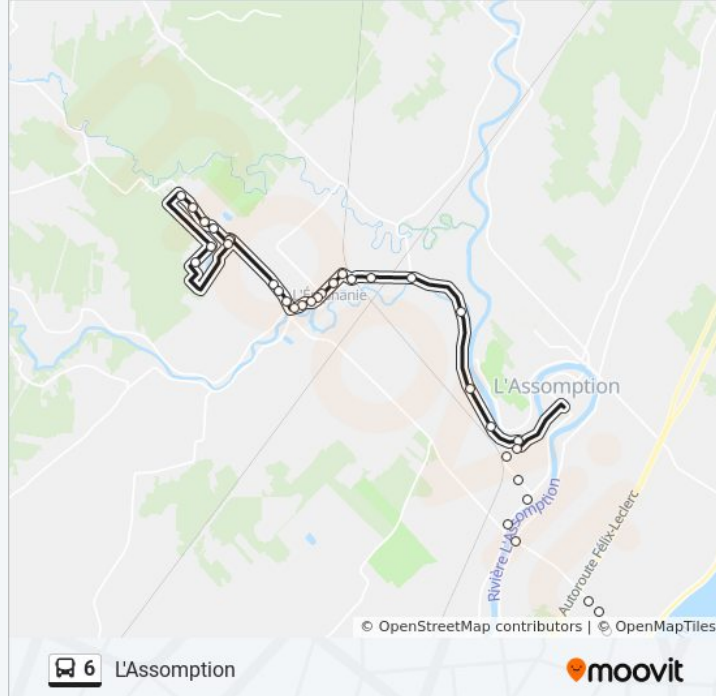 L'Épiphanie
L'Assomption
Rivière L'Assomption
Autoroute Félix-Leclerc
© OpenStreetMap contributors | © OpenMapTiles
6 L'Assomption
moovit